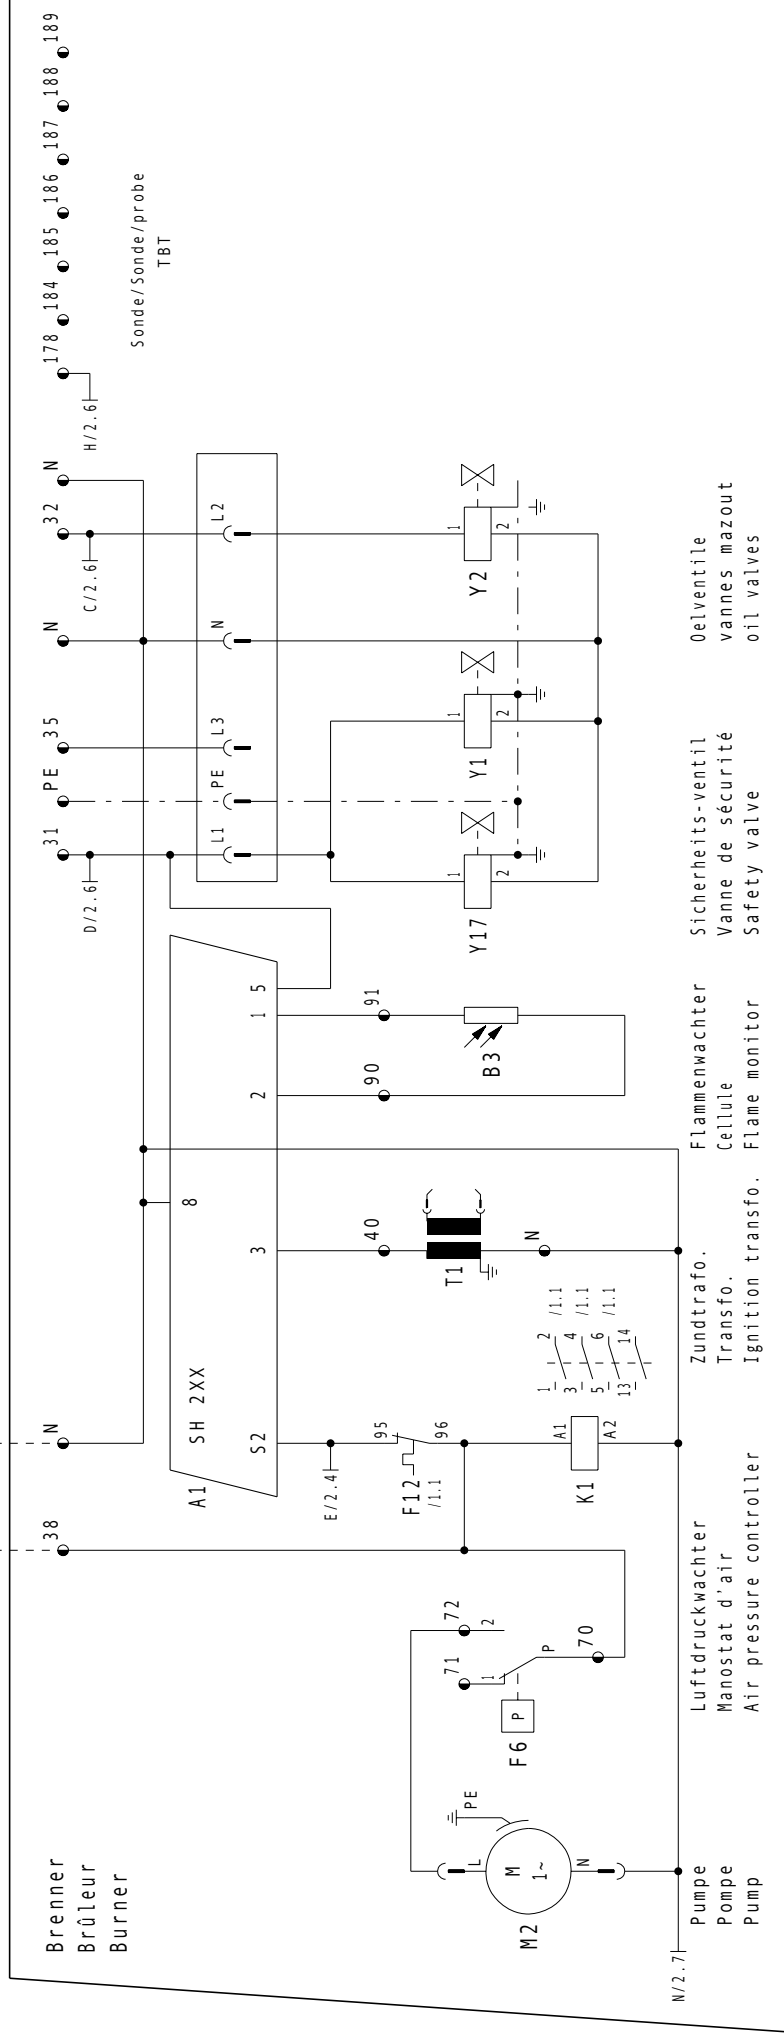 Brenner
Brûleur
Burner
38
N
31
PE
35
N
32
N
178
184
185
186
187
188
189
D/2.6
C/2.6
H/2.6
Sonde/Sonde/probe
TBT
A1
SH 2XX
8
S2
3
2
1
5
L1
PE
L3
N
L2
E/2.4
F12
/1.1
95
96
40
T1
N
90
91
B3
71
72
1
2
P
P
F6
70
M2
M
1~
L
N
PE
K1
A1
A2
1
2
/1.1
3
4
/1.1
5
6
/1.1
13
14
Y17
1
2
Y1
1
2
Y2
1
2
N/2.7
Pumpe
Pompe
Pump
Luftdruckwachter
Manostat d'air
Air pressure controller
Zundtrafo.
Transfo.
Ignition transfo.
Flammenwachter
Cellule
Flame monitor
Sicherheits-ventil
Vanne de sécurité
Safety valve
Oelventile
vannes mazout
oil valves